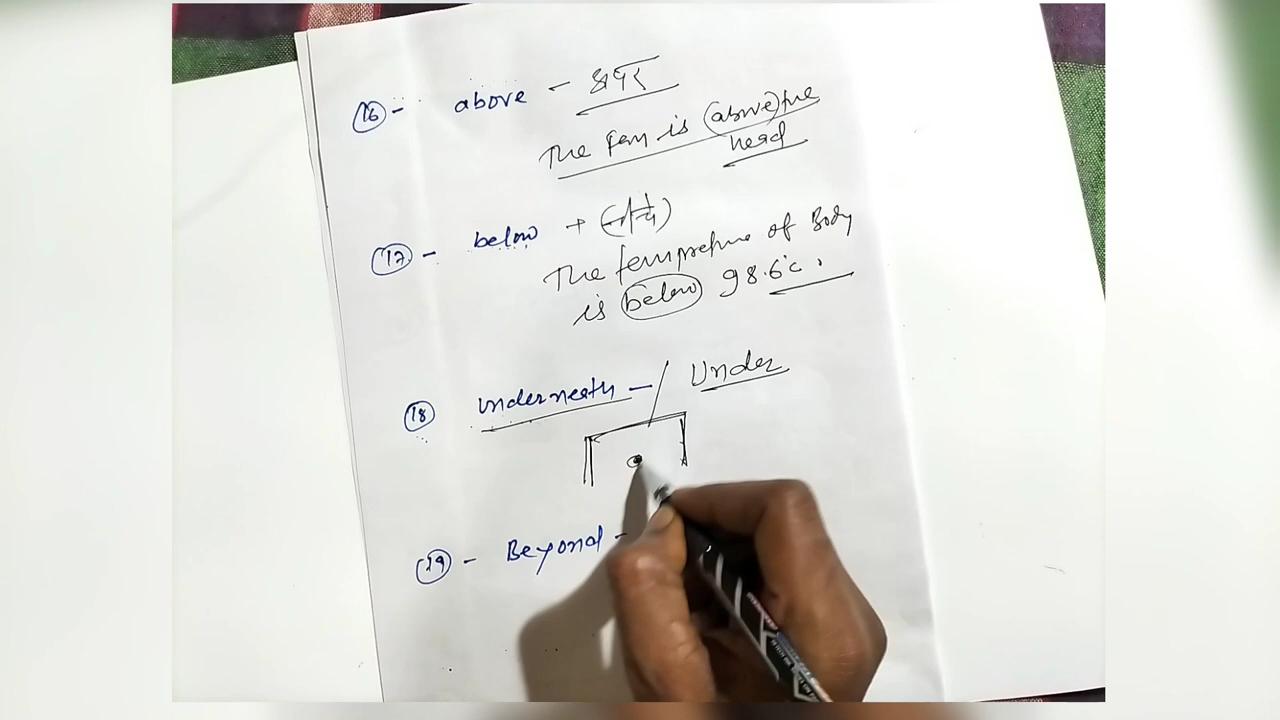 (16) - above - ऊपर
The Fan is (above) the
head
(17) - below →
The temprehure of Body
is (below) 98.6°c.
(18) underneath - / Under
(19) - Beyond -